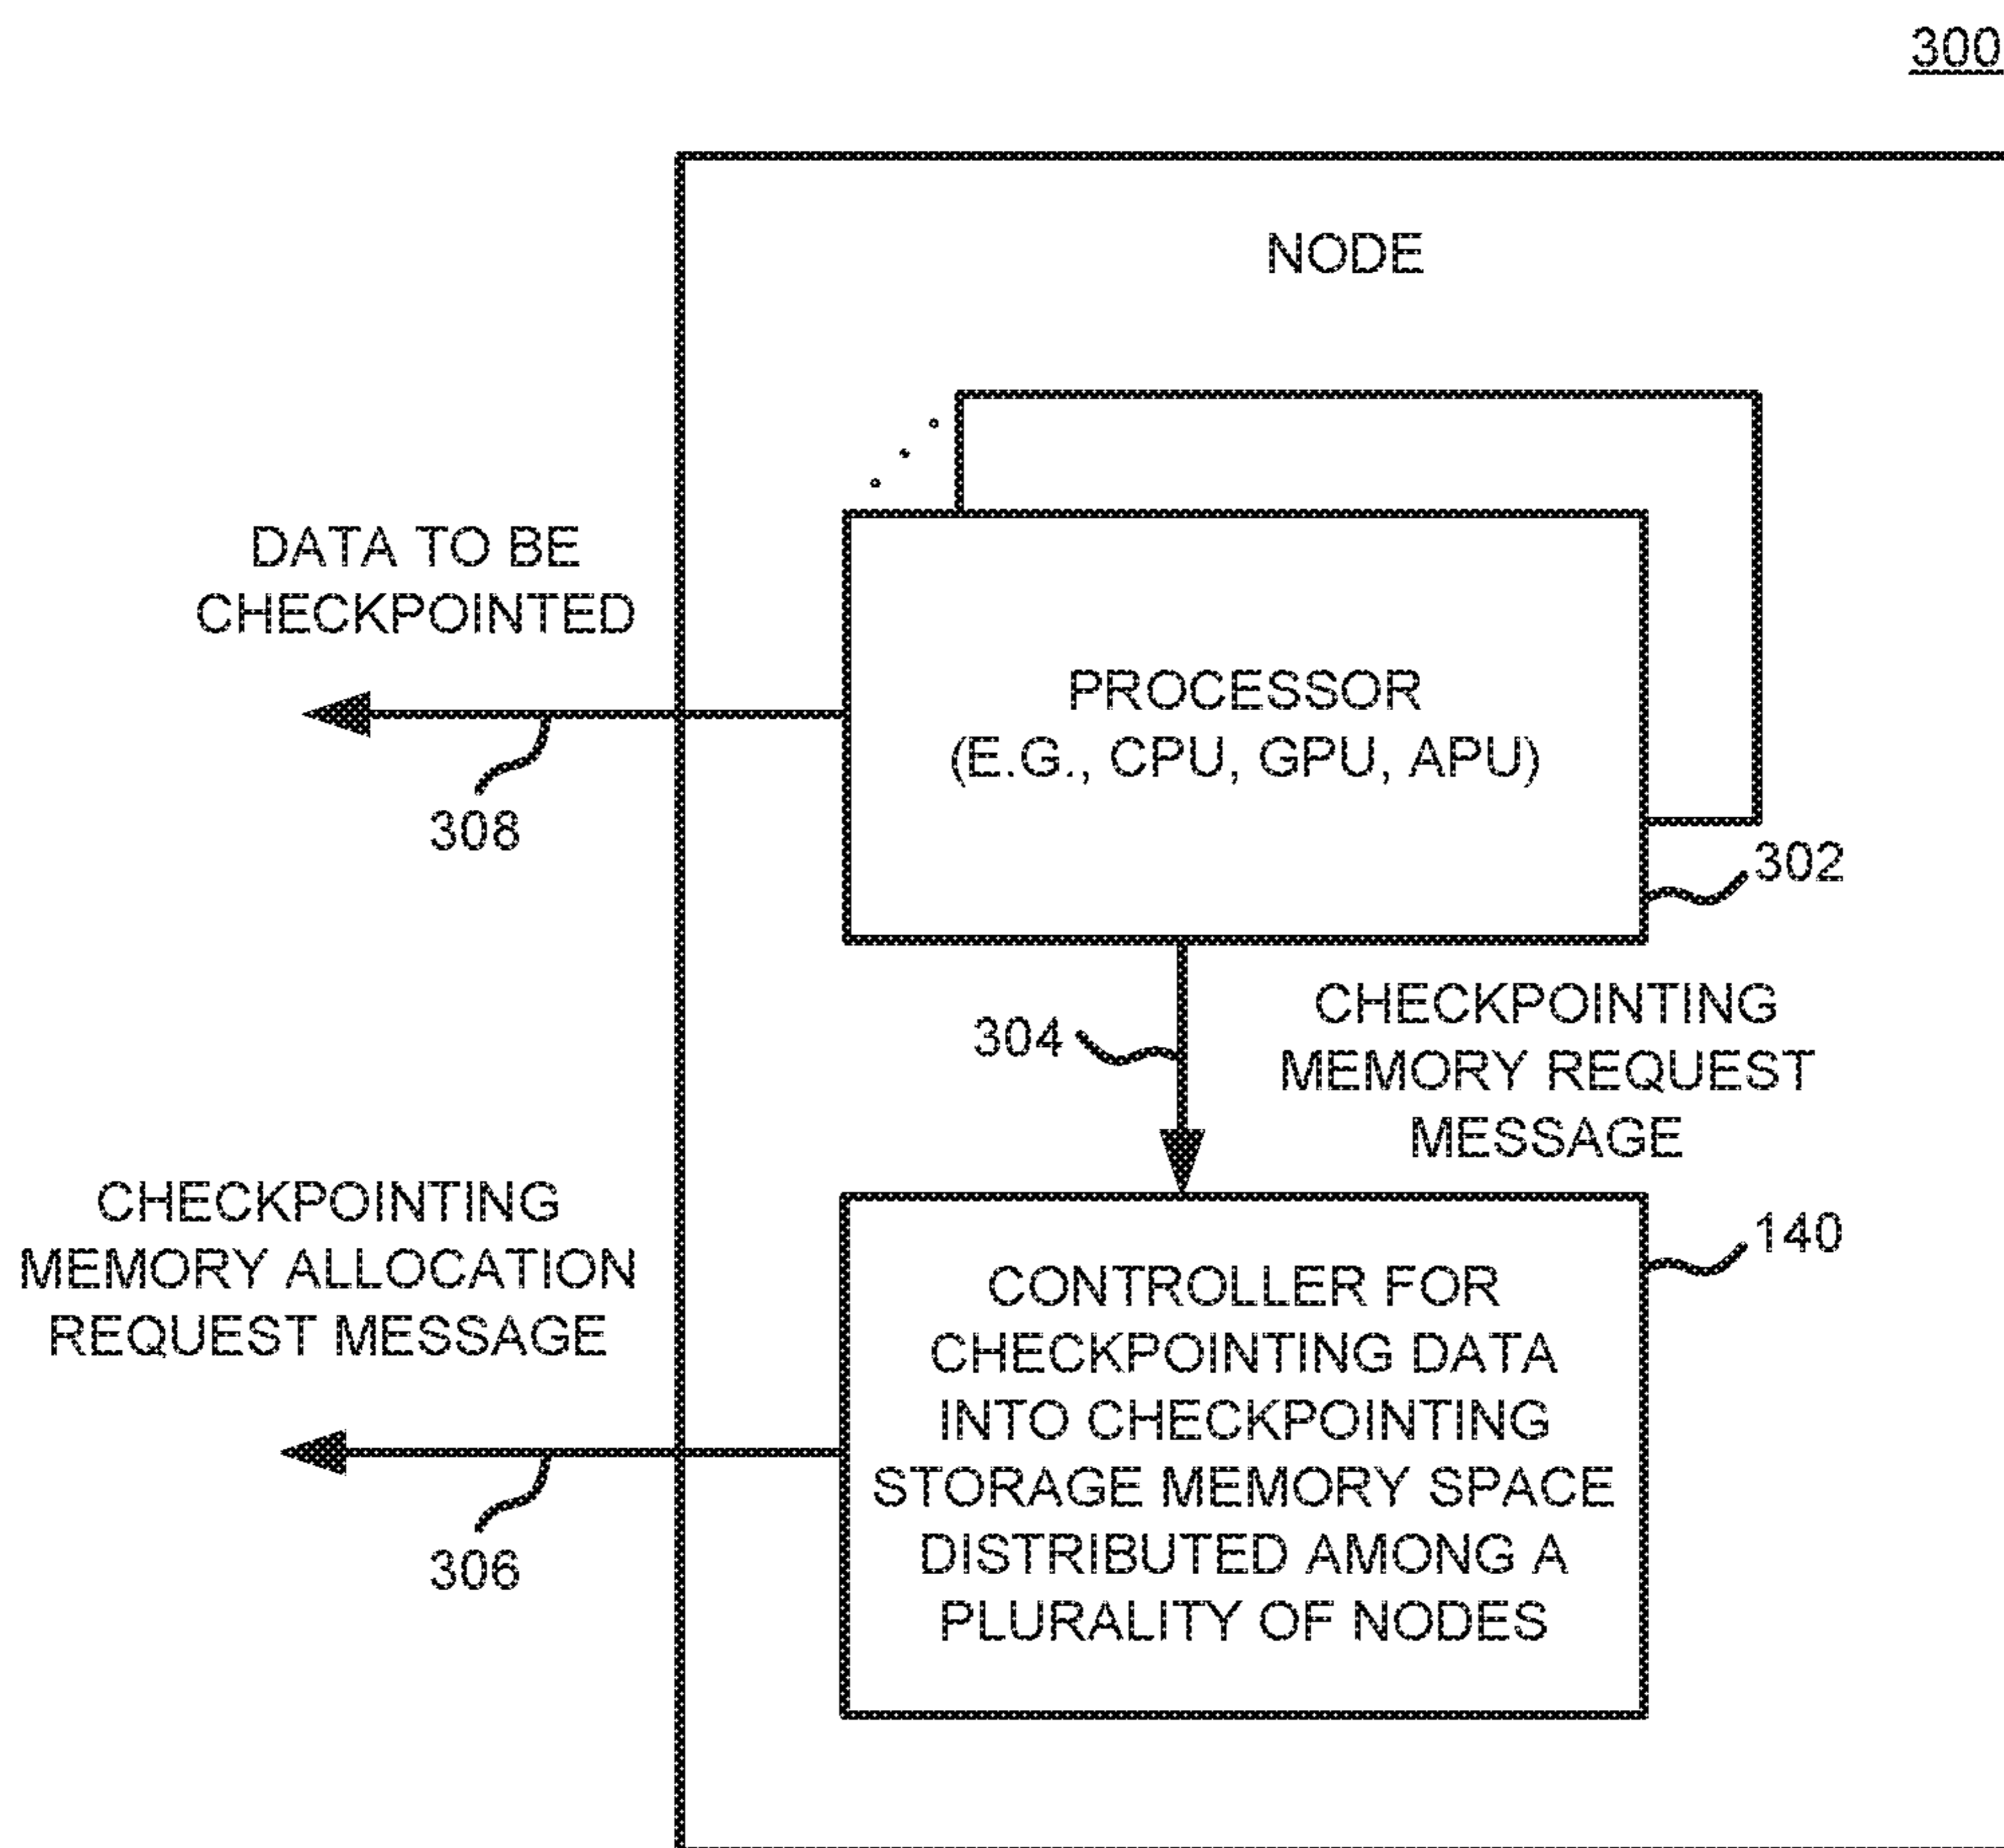 300
NODE
DATA TO BE
CHECKPOINTED
308
PROCESSOR
(E.G., CPU, GPU, APU)
302
304
CHECKPOINTING
MEMORY REQUEST
MESSAGE
CHECKPOINTING
MEMORY ALLOCATION
REQUEST MESSAGE
306
140
CONTROLLER FOR
CHECKPOINTING DATA
INTO CHECKPOINTING
STORAGE MEMORY SPACE
DISTRIBUTED AMONG A
PLURALITY OF NODES